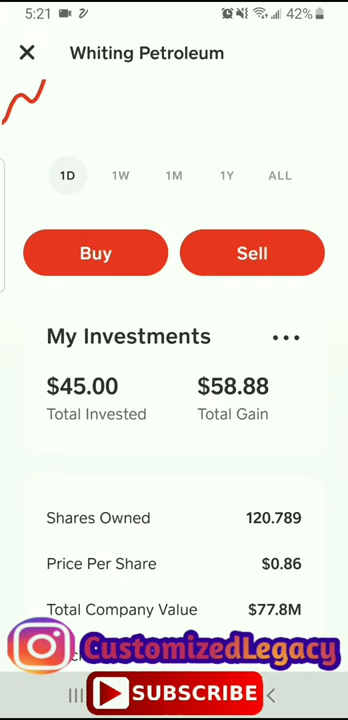 5:21 42%
Whiting Petroleum
1D 1W 1M 1Y ALL
Buy Sell
My Investments
$45.00 $58.88
Total Invested Total Gain
Shares Owned 120.789
Price Per Share $0.86
Total Company Value $77.8M
CustomizedLegacy
SUBSCRIBE